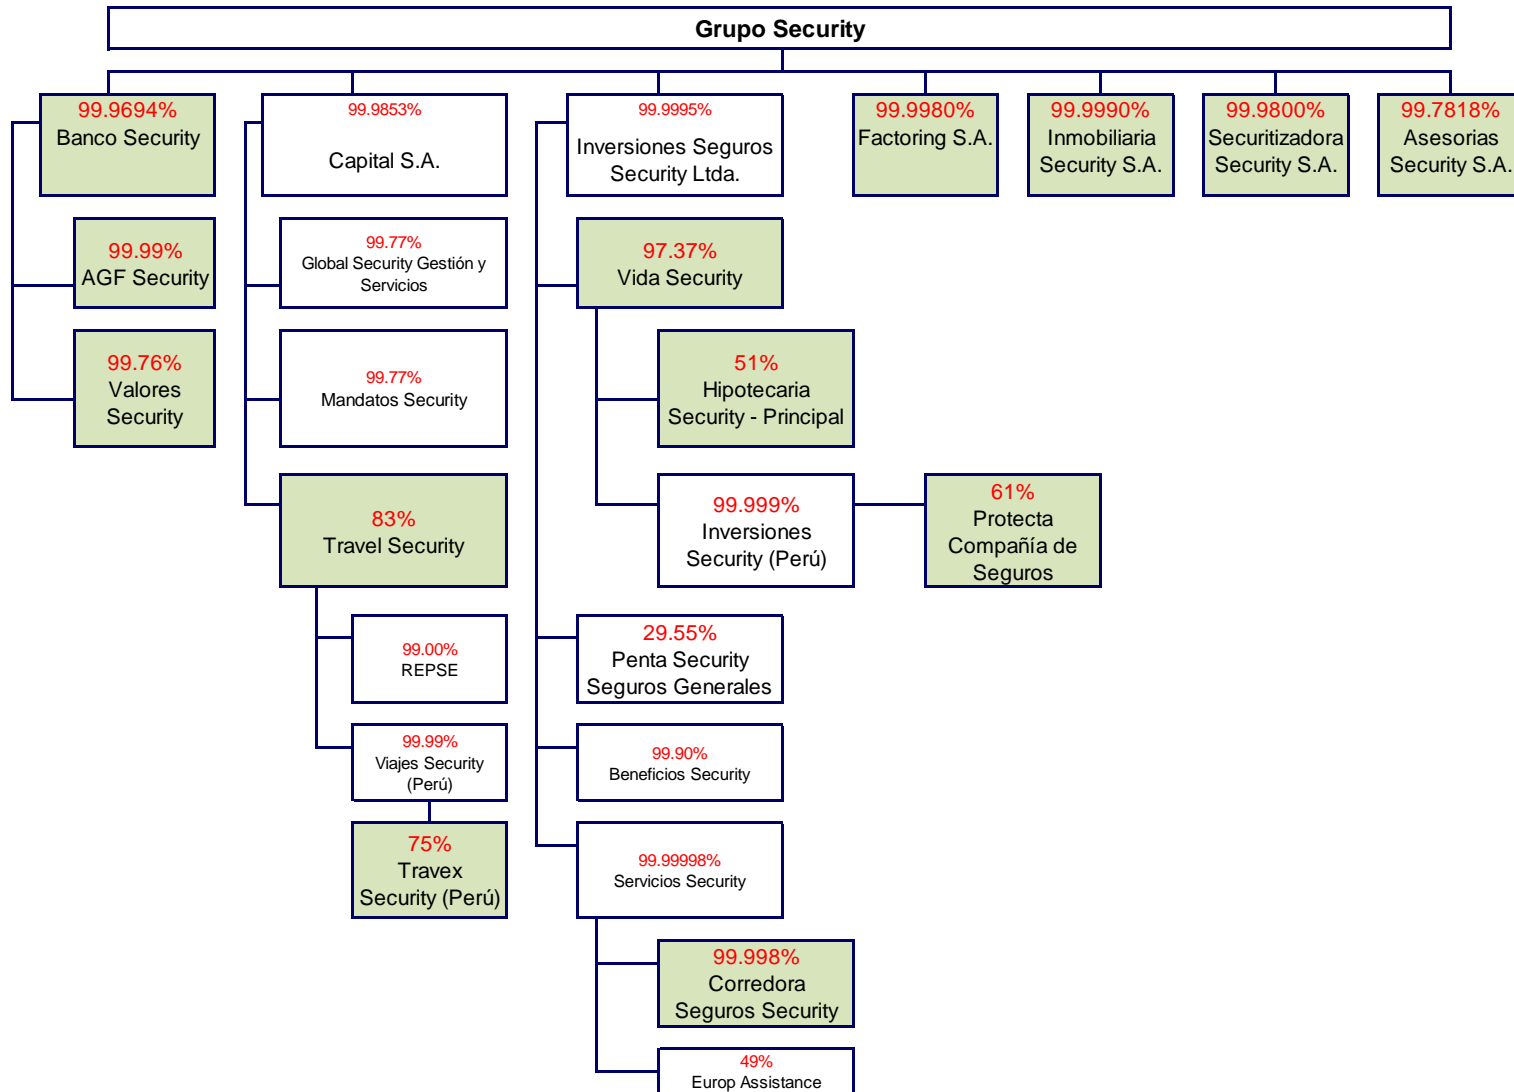 Grupo Security
99.9694%
Banco Security
99.9853%
Capital S.A.
99.9995%
Inversiones Seguros
Security Ltda.
99.9980%
Factoring S.A.
99.9990%
Inmobiliaria
Security S.A.
99.9800%
Securitizadora
Security S.A.
99.7818%
Asesorias
Security S.A.
99.99%
AGF Security
99.76%
Valores
Security
99.77%
Global Security Gestión y
Servicios
99.77%
Mandatos Security
83%
Travel Security
99.00%
REPSE
99.99%
Viajes Security
(Perú)
75%
Travex
Security (Perú)
97.37%
Vida Security
51%
Hipotecaria
Security - Principal
99.999%
Inversiones
Security (Perú)
61%
Protecta
Compañía de
Seguros
29.55%
Penta Security
Seguros Generales
99.90%
Beneficios Security
99.99998%
Servicios Security
99.998%
Corredora
Seguros Security
49%
Europ Assistance